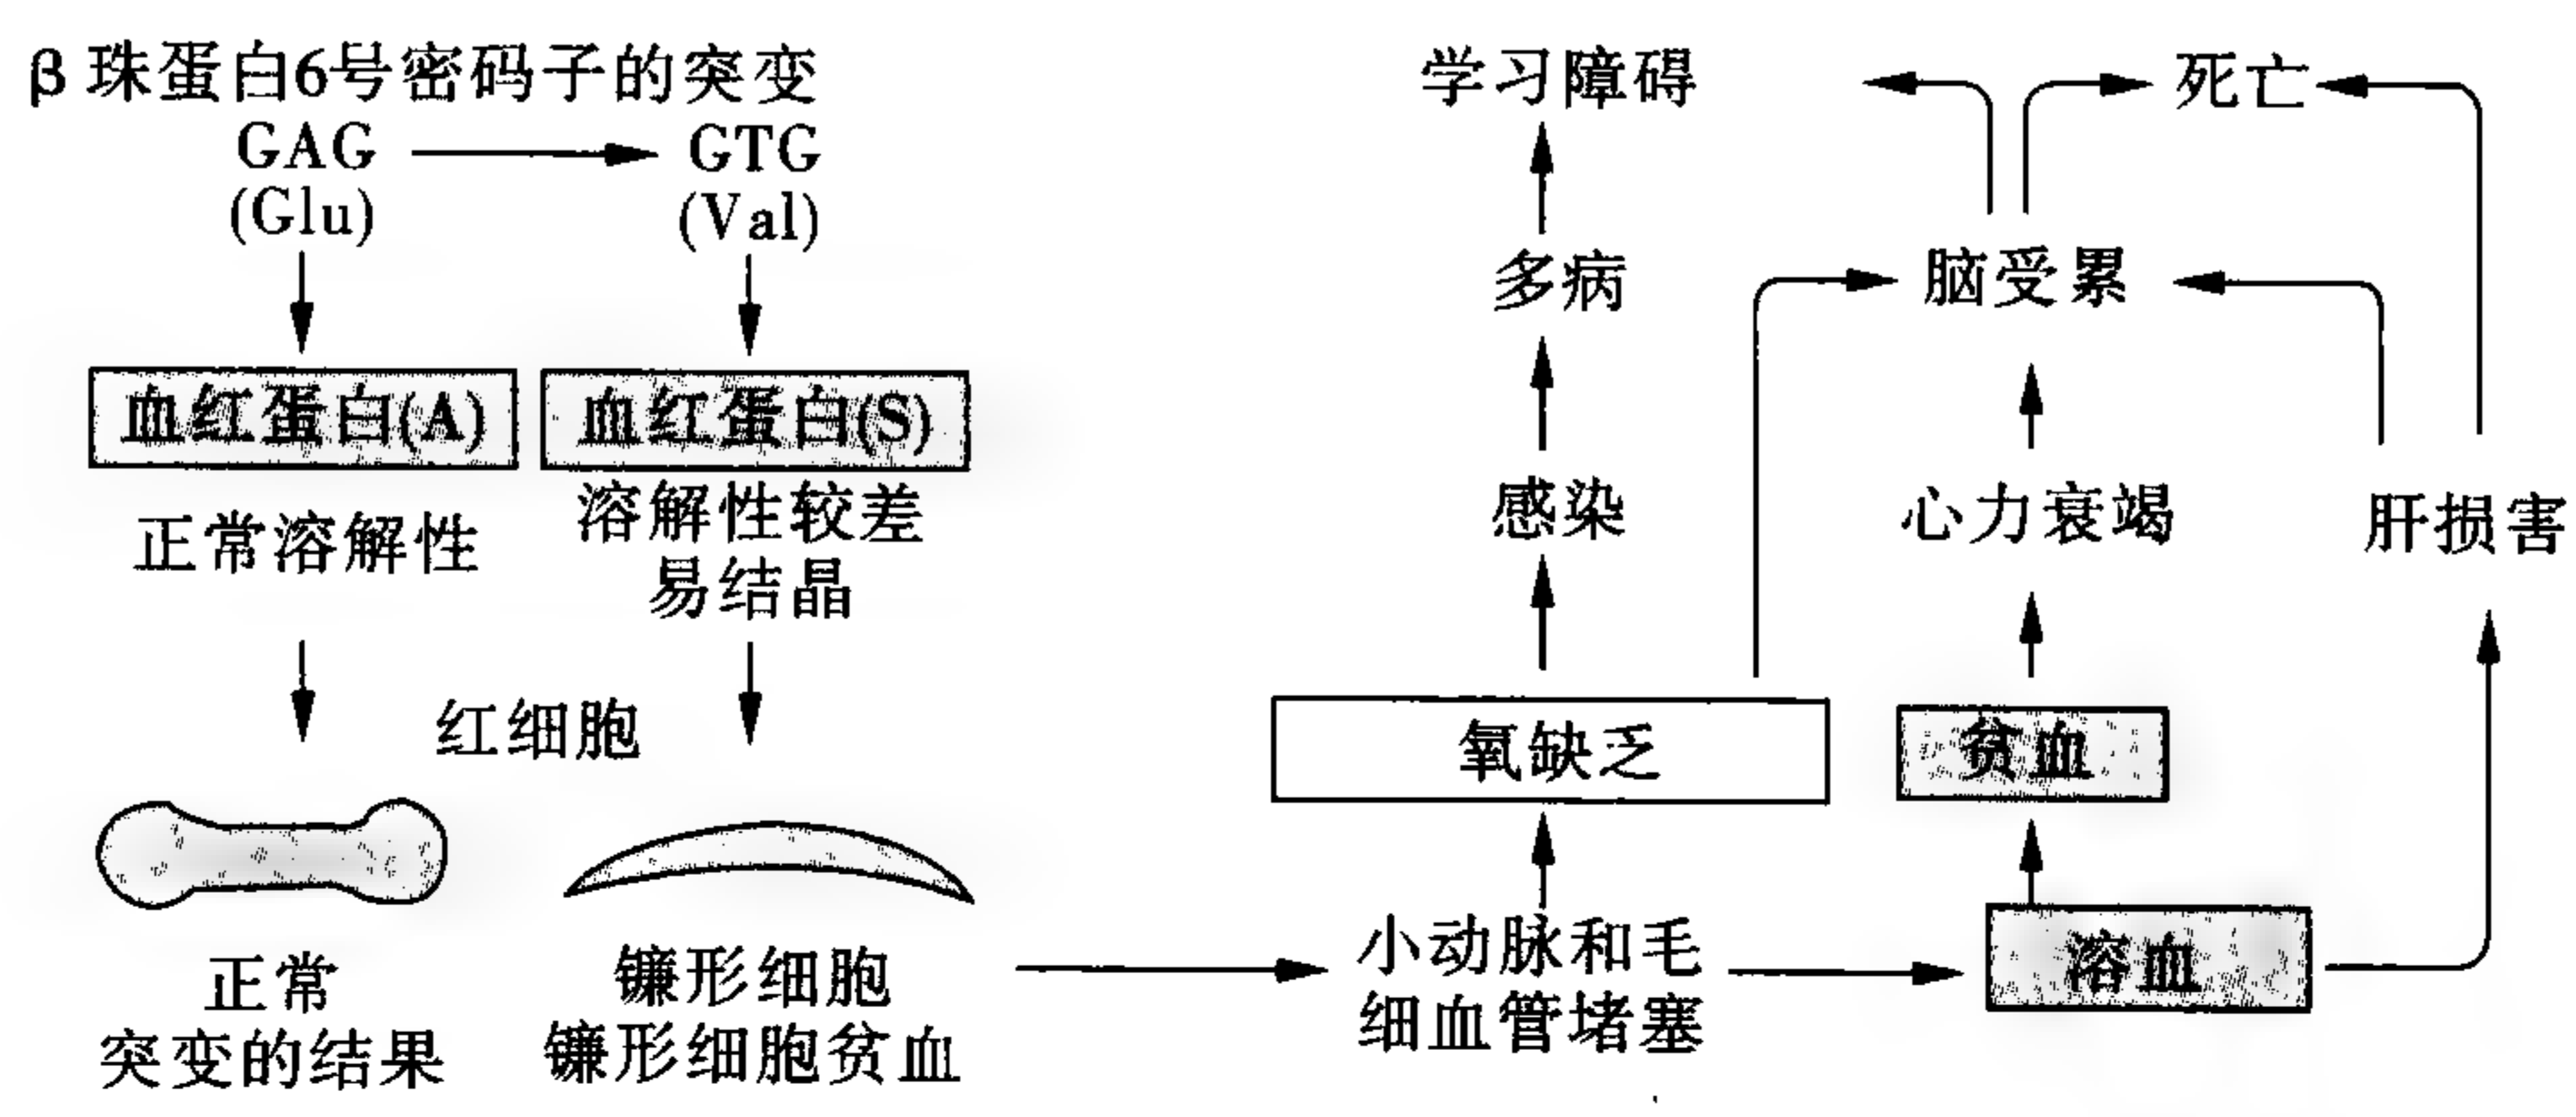 β 珠蛋白6号密码子的突变
GAG
GTG
(Glu)
(Val)
血红蛋白(A)
血红蛋白(S)
正常溶解性
溶解性较差
易结晶
红细胞
正常
突变的结果
镰形细胞
镰形细胞贫血
学习障碍
死亡
多病
脑受累
感染
心力衰竭
肝损害
氧缺乏
贫血
小动脉和毛
细血管堵塞
溶血